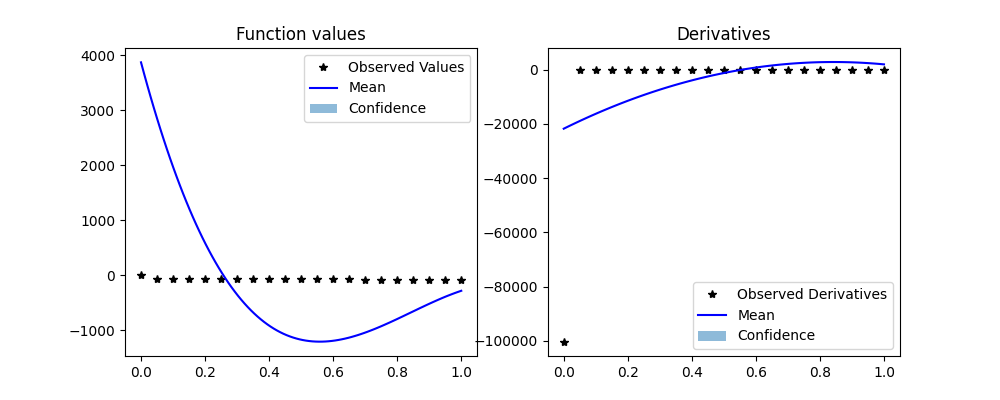 Function values
4000
3000
2000
1000
0
−1000
0.0 0.2 0.4 0.6 0.8 1.0
Observed Values
Mean
Confidence
Derivatives
0
−20000
−40000
−60000
−80000
−100000
0.0 0.2 0.4 0.6 0.8 1.0
Observed Derivatives
Mean
Confidence